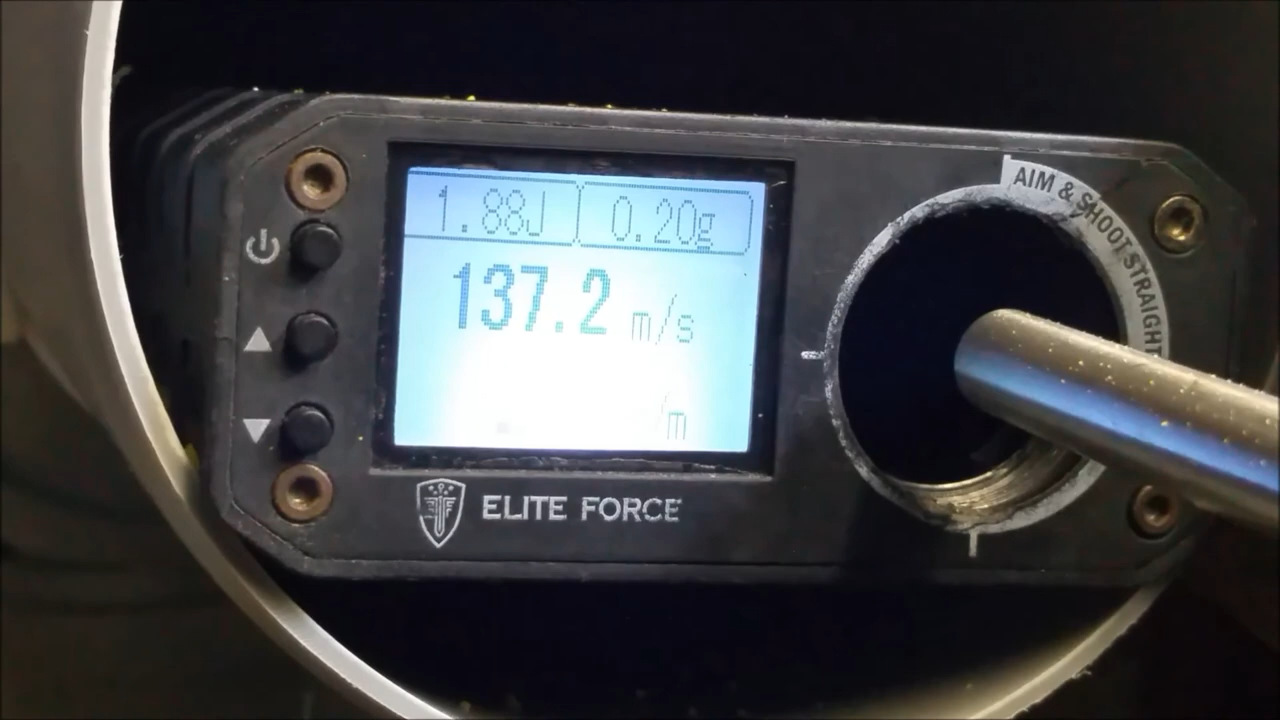 1.88J 0.20g
137.2 m/s
/m
ELITE FORCE
AIM & SHOOT STRAIGHT